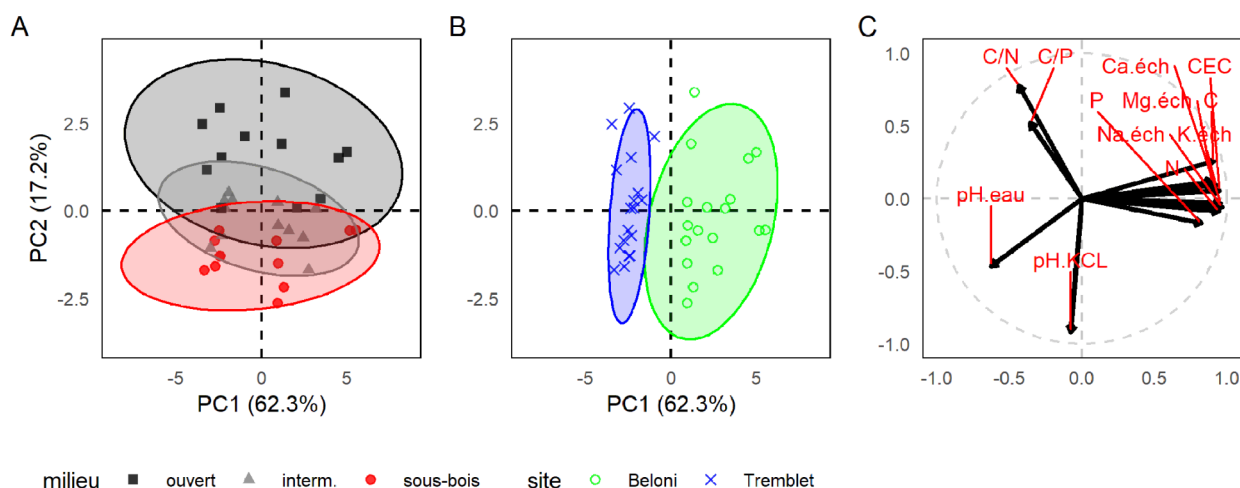 A
PC2 (17.2%)
2.5
0.0
-2.5
-5
0
5
PC1 (62.3%)
B
2.5
0.0
-2.5
-5
0
5
PC1 (62.3%)
C
1.0
0.5
0.0
-0.5
-1.0
-1.0
-0.5
0.0
0.5
1.0
C/N C/P Ca.éch CEC
P Mg.éch. C
Na.éch K.éch
N
pH.eau
pH.KCL
milieu ouvert interm. sous-bois site Beloni Tremblet